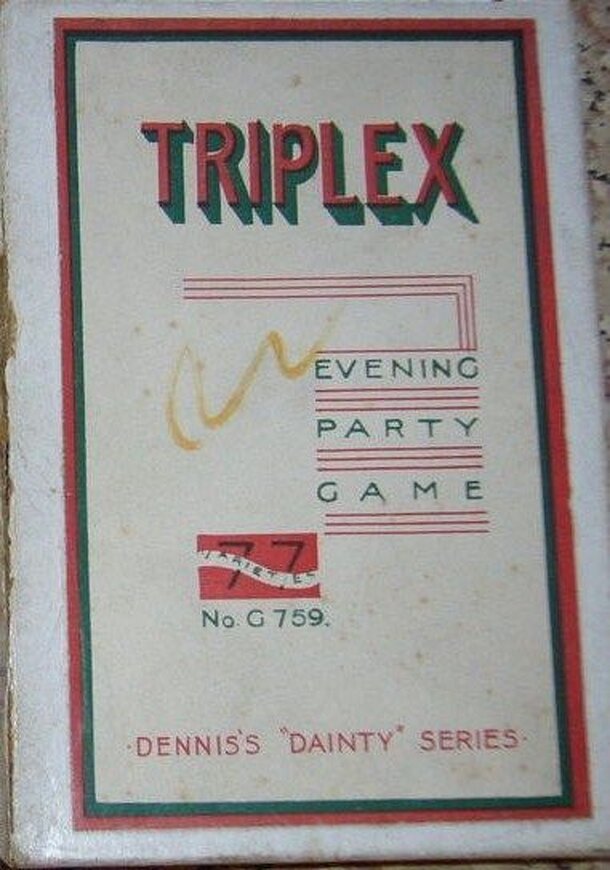 TRIPLEX
EVENING
PARTY
GAME
77
VARIETIES
No. G 759.
·DENNIS'S "DAINTY" SERIES·